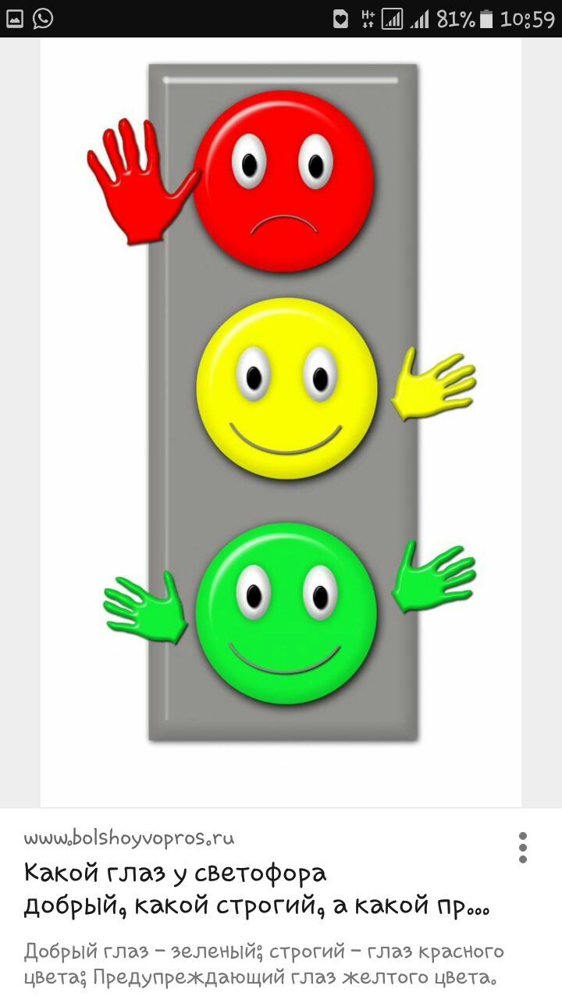 H+ 81% 10:59
www.bolshoyvopros.ru
Какой глаз у светофора
добрый, какой строгий, а какой пр...
Добрый глаз – зеленый; строгий – глаз красного
цвета; Предупреждающий глаз желтого цвета.